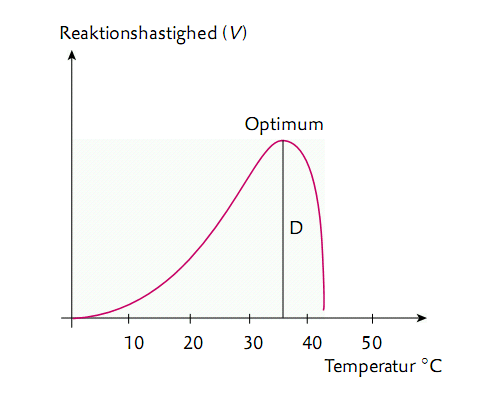 Reaktionshastighed (V)
Optimum
D
10 20 30 40 50
Temperatur °C